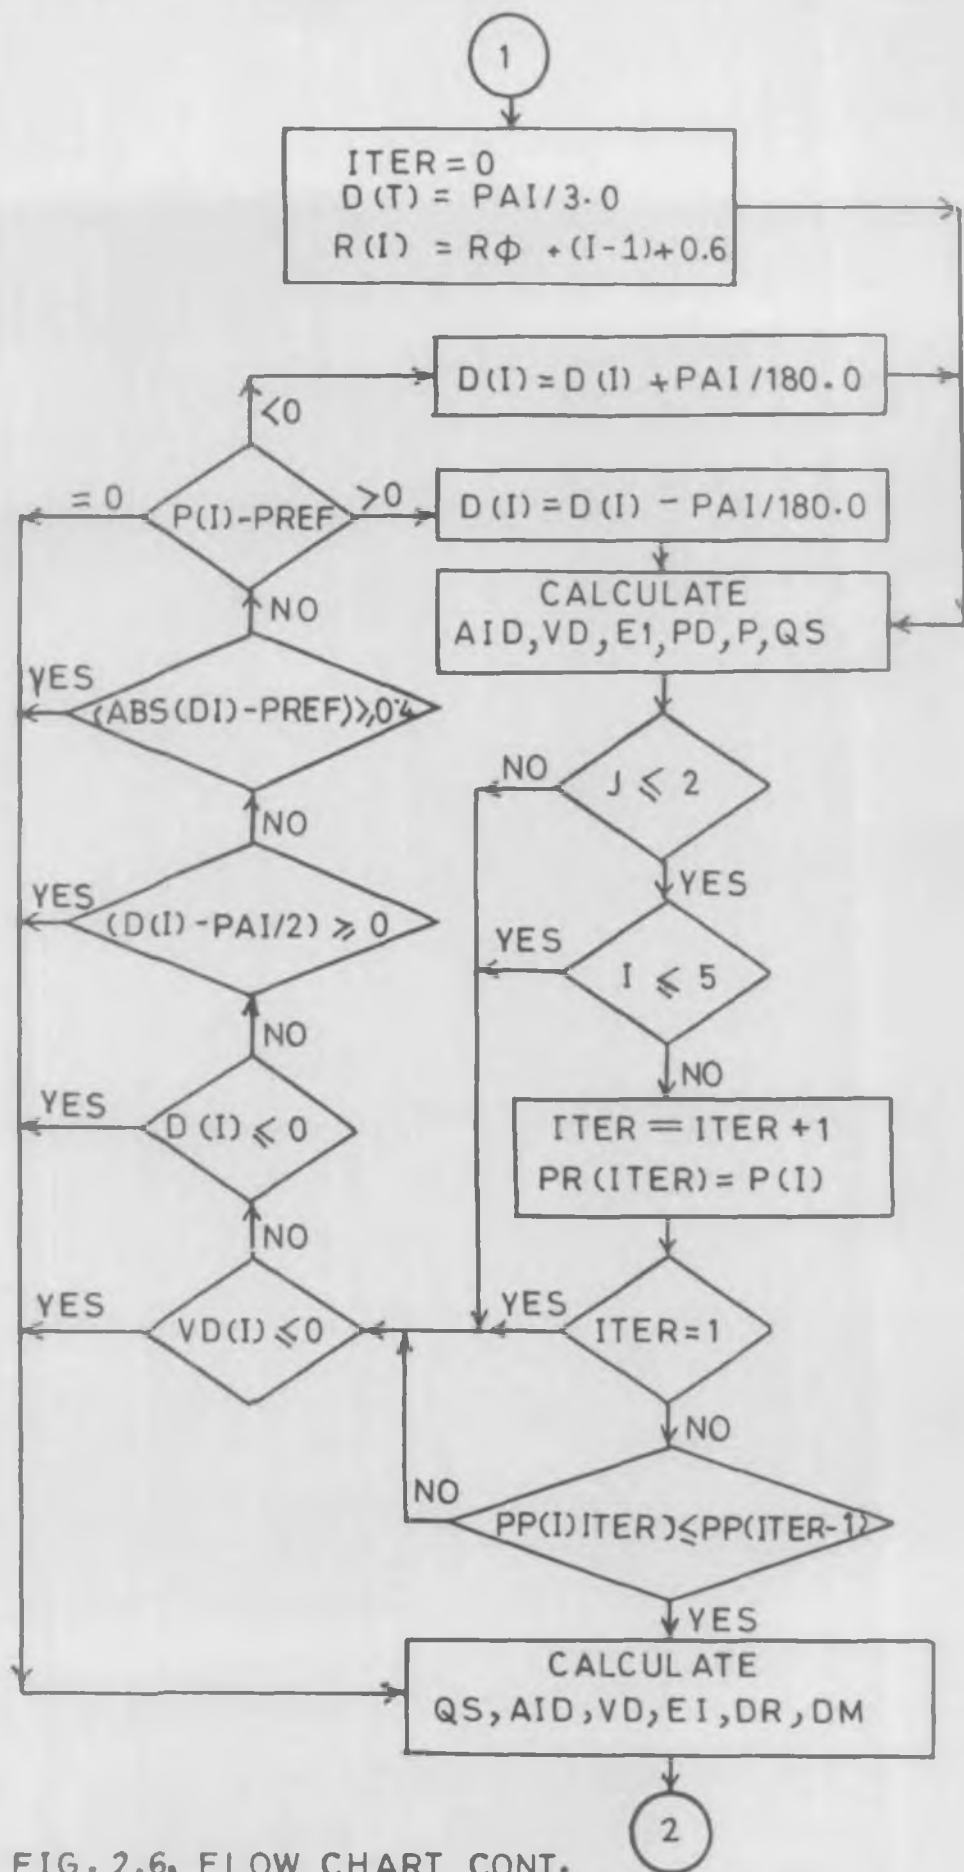 1
ITER = 0
D(T) = PAI/3.0
R(I) = Rϕ + (I-1)+0.6
D(I) = D(I) + PAI/180.0
<0
= 0
P(I)-PREF
>0
D(I) = D(I) - PAI/180.0
CALCULATE
AID,VD,E1,PD,P,QS
NO
YES
(ABS(DI)-PREF)⩾0.4
NO
J ⩽ 2
NO
YES
YES
(D(I)-PAI/2) ⩾ 0
YES
I ⩽ 5
NO
NO
YES
D(I) ⩽ 0
ITER = ITER +1
PR(ITER) = P(I)
NO
YES
VD(I) ⩽0
YES
ITER=1
NO
NO
PP(I)ITER)⩽PP(ITER-1)
YES
CALCULATE
QS,AID,VD,EI,DR,DM
2
FIG. 2.6. FLOW CHART CONT.